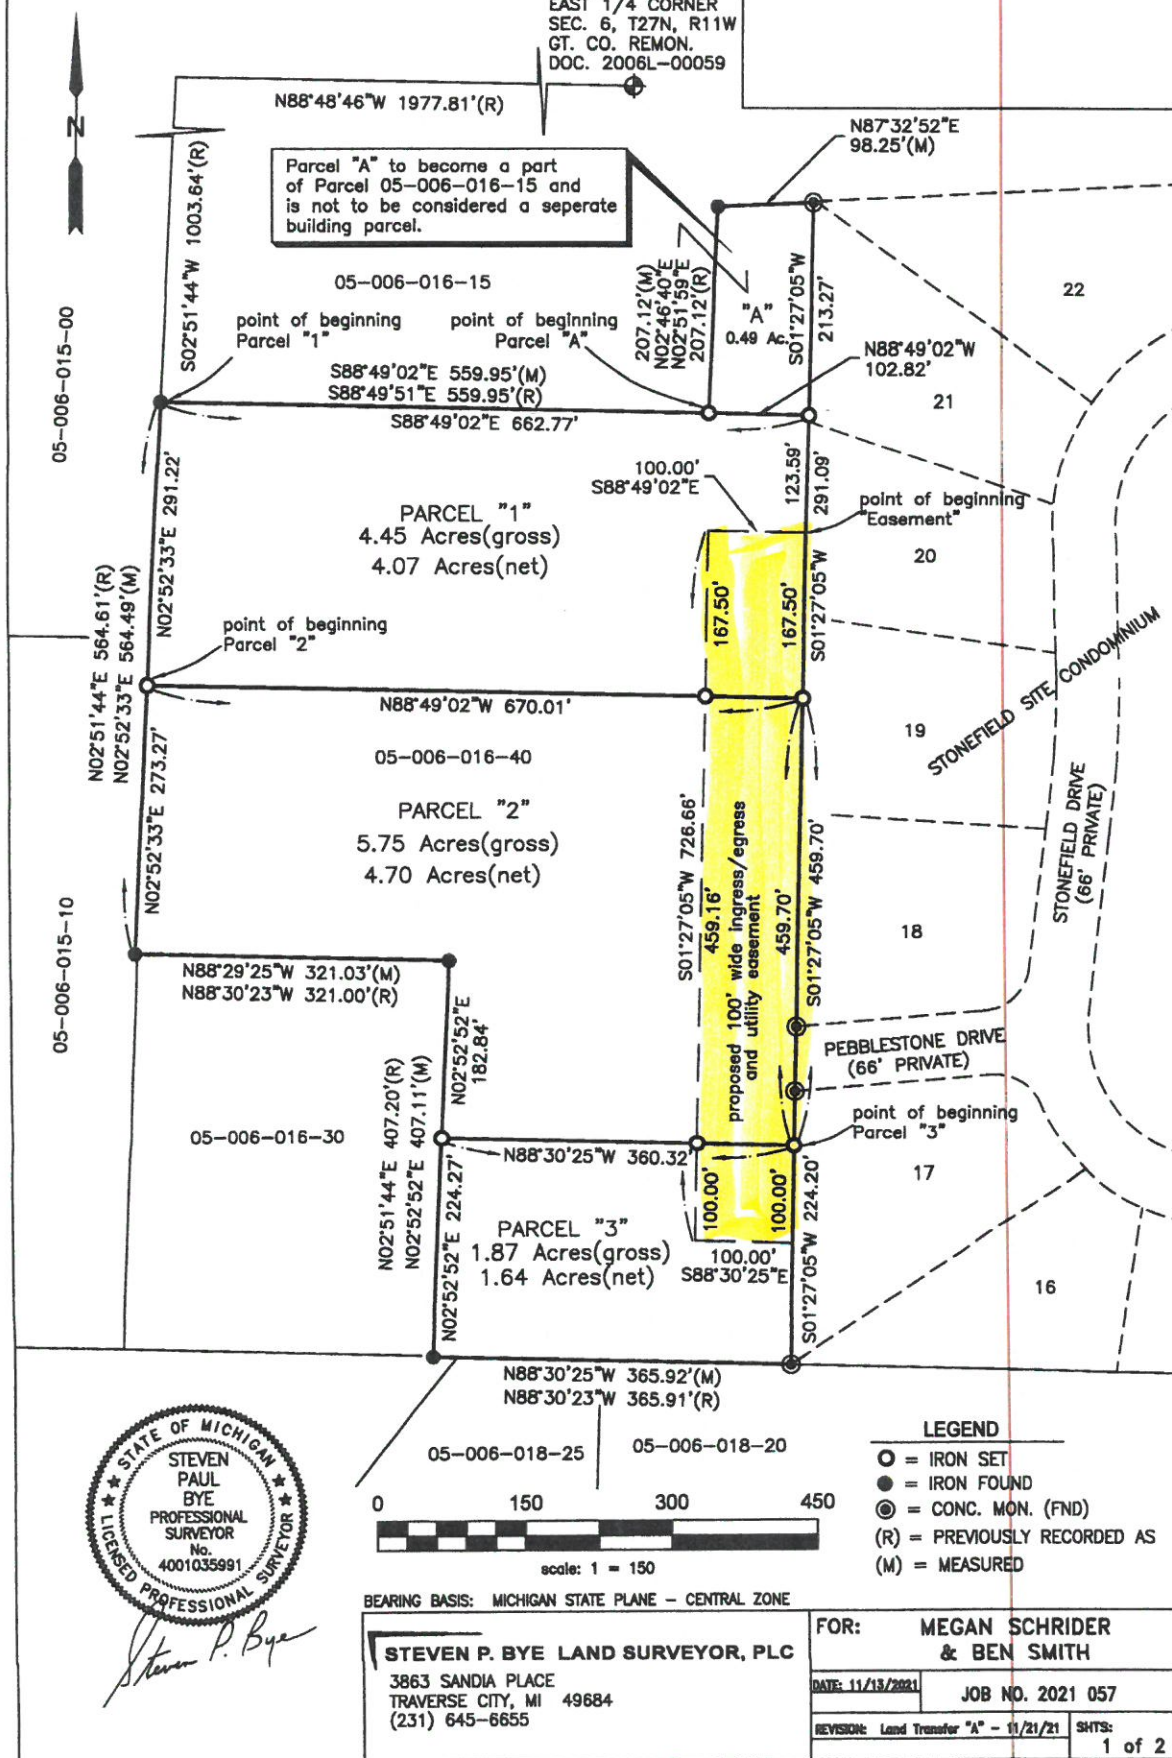 EAST 1/4 CORNER
SEC. 6, T27N, R11W
GT. CO. REMON.
DOC. 2006L-00059
N88°48'46"W 1977.81'(R)
N
S02°51'44"W 1003.64'(R)
N87°32'52"E
98.25'(M)
Parcel "A" to become a part
of Parcel 05-006-016-15 and
is not to be considered a seperate
building parcel.
05-006-016-15
207.12'(M)
N02°46'40"E
N02°51'59"E
207.12'(R)
"A"
0.49 Ac.
S01°27'05"W
213.27'
22
05-006-015-00
point of beginning
Parcel "1"
point of beginning
Parcel "A"
N88°49'02"W
102.82'
S88°49'02"E 559.95'(M)
S88°49'51"E 559.95'(R)
S88°49'02"E 662.77'
21
N02°52'33"E 291.22'
100.00'
S88°49'02"E
123.59'
291.09'
S01°27'05"W
point of beginning
"Easement"
PARCEL "1"
4.45 Acres(gross)
4.07 Acres(net)
20
167.50'
167.50'
N02°51'44"E 564.61'(R)
N02°52'33"E 564.49'(M)
point of beginning
Parcel "2"
N88°49'02"W 670.01'
19
STONEFIELD SITE CONDOMINIUM
05-006-016-40
PARCEL "2"
5.75 Acres(gross)
4.70 Acres(net)
N02°52'33"E 273.27'
S01°27'05"W 726.66'
459.16'
proposed 100' wide ingress/egress
and utility easement
459.70'
S01°27'05"W 459.70'
STONEFIELD DRIVE
(66' PRIVATE)
18
05-006-015-10
N88°29'25"W 321.03'(M)
N88°30'23"W 321.00'(R)
N02°52'52"E
182.84'
PEBBLESTONE DRIVE
(66' PRIVATE)
N02°51'44"E 407.20'(R)
N02°52'52"E 407.11'(M)
point of beginning
Parcel "3"
05-006-016-30
N88°30'25"W 360.32'
17
N02°52'52"E 224.27'
100.00'
100.00'
S01°27'05"W 224.20'
PARCEL "3"
1.87 Acres(gross)
1.64 Acres(net)
100.00'
S88°30'25"E
16
N88°30'25"W 365.92'(M)
N88°30'23"W 365.91'(R)
05-006-018-25
05-006-018-20
STATE OF MICHIGAN
STEVEN
PAUL
BYE
PROFESSIONAL
SURVEYOR
No.
4001035991
LICENSED PROFESSIONAL SURVEYOR
Steven P. Bye
LEGEND
= IRON SET
= IRON FOUND
= CONC. MON. (FND)
(R) = PREVIOUSLY RECORDED AS
(M) = MEASURED
0 150 300 450
scale: 1 = 150
BEARING BASIS: MICHIGAN STATE PLANE - CENTRAL ZONE
STEVEN P. BYE LAND SURVEYOR, PLC
3863 SANDIA PLACE
TRAVERSE CITY, MI 49684
(231) 645-6655
FOR: MEGAN SCHRIDER
& BEN SMITH
DATE: 11/13/2021
JOB NO. 2021 057
REVISION: Land Transfer "A" - 11/21/21
SHTS:
1 of 2